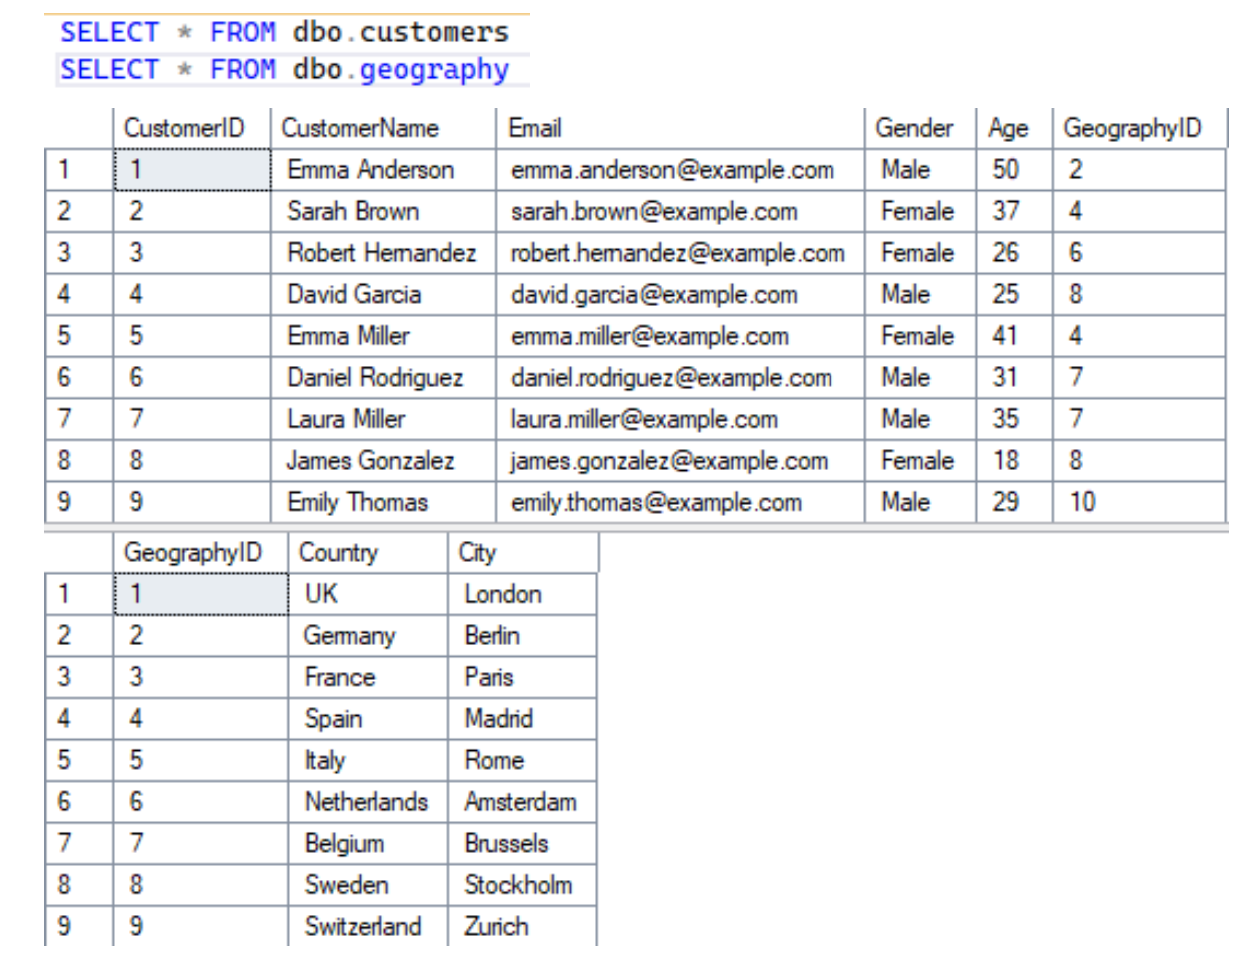 SELECT * FROM dbo.customers
SELECT * FROM dbo.geography
CustomerID CustomerName Email Gender Age GeographyID
1 1 Emma Anderson emma.anderson@example.com Male 50 2
2 2 Sarah Brown sarah.brown@example.com Female 37 4
3 3 Robert Hernandez robert.hernandez@example.com Female 26 6
4 4 David Garcia david.garcia@example.com Male 25 8
5 5 Emma Miller emma.miller@example.com Female 41 4
6 6 Daniel Rodriguez daniel.rodriguez@example.com Male 31 7
7 7 Laura Miller laura.miller@example.com Male 35 7
8 8 James Gonzalez james.gonzalez@example.com Female 18 8
9 9 Emily Thomas emily.thomas@example.com Male 29 10
GeographyID Country City
1 1 UK London
2 2 Germany Berlin
3 3 France Paris
4 4 Spain Madrid
5 5 Italy Rome
6 6 Netherlands Amsterdam
7 7 Belgium Brussels
8 8 Sweden Stockholm
9 9 Switzerland Zurich